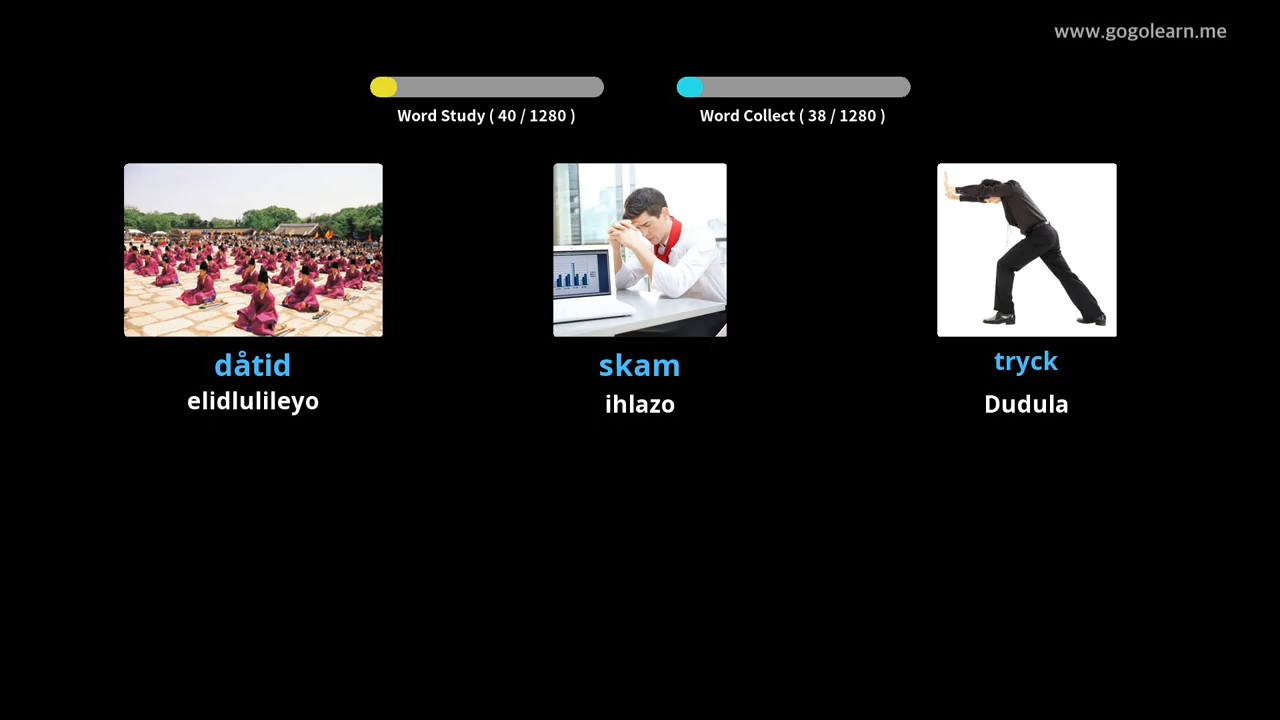 www.gogolearn.me
Word Study ( 40 / 1280 )
Word Collect ( 38 / 1280 )
dåtid
elidlulileyo
skam
ihlazo
tryck
Dudula